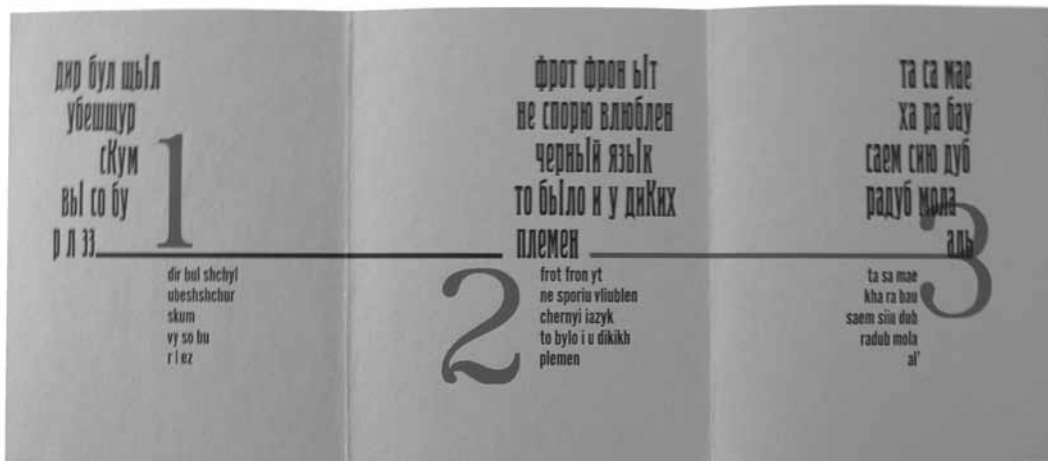 дир бул щыл
убешщур
сКум
вы со бу
р л эз
1
dir bul shchyl
ubeshshchur
skum
vy so bu
r l ez
фрот фрон ыт
не спорю влюблен
черный язык
то было и у диКих
племен
2
frot fron yt
ne sporiu vliublen
chernyi iazyk
to bylo i u dikikh
plemen
та са мае
ха ра бау
саем сию дуб
радуб мола
аль
3
ta sa mae
kha ra bau
saem siiu dub
radub mola
al'